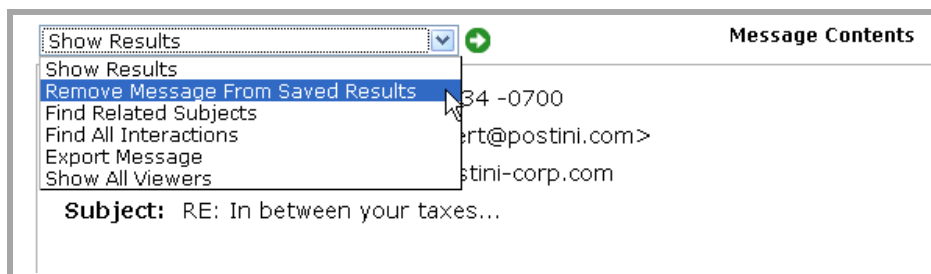 Show Results
Message Contents
Show Results
Remove Message From Saved Results
34 -0700
Find Related Subjects
Find All Interactions
ert@postini.com>
Export Message
stini-corp.com
Show All Viewers
Subject: RE: In between your taxes...